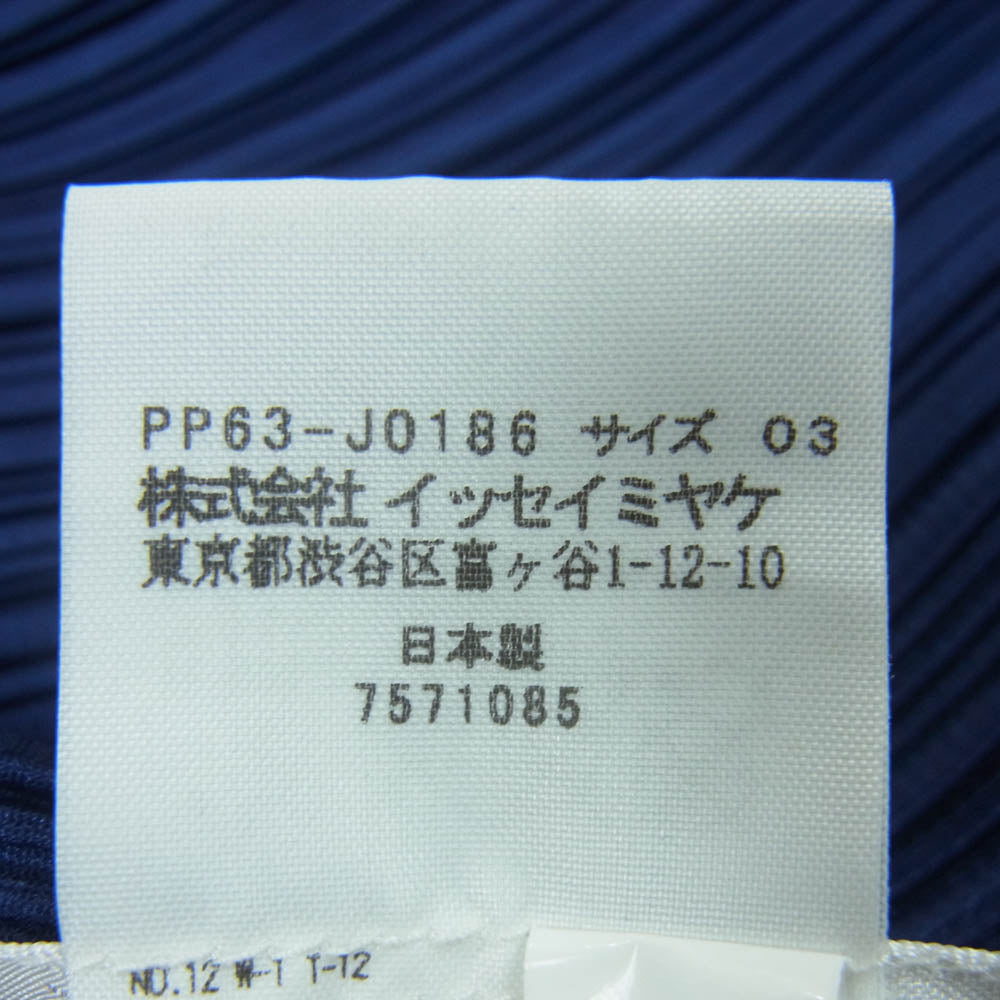 PP63-J0186 サイズ 03
株式会社 イッセイミヤケ
東京都渋谷区富ヶ谷1-12-10
日本製
7571085
NO.12 W-1 T-12